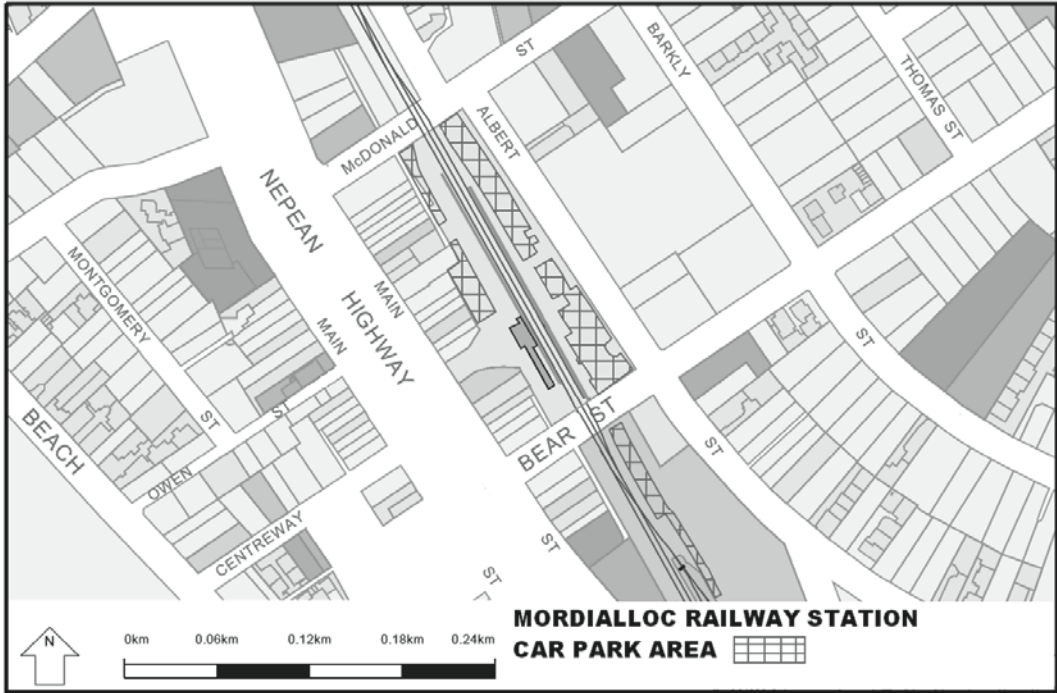 ST
BARKLY
THOMAS ST
ALBERT
McDONALD
NEPEAN
HIGHWAY
MAIN
MONTGOMERY
ST
MAIN
ST
BEACH
OWEN
ST
CENTREWAY
BEAR ST
ST
ST
ST
N
0km 0.06km 0.12km 0.18km 0.24km
MORDIALLOC RAILWAY STATION
CAR PARK AREA